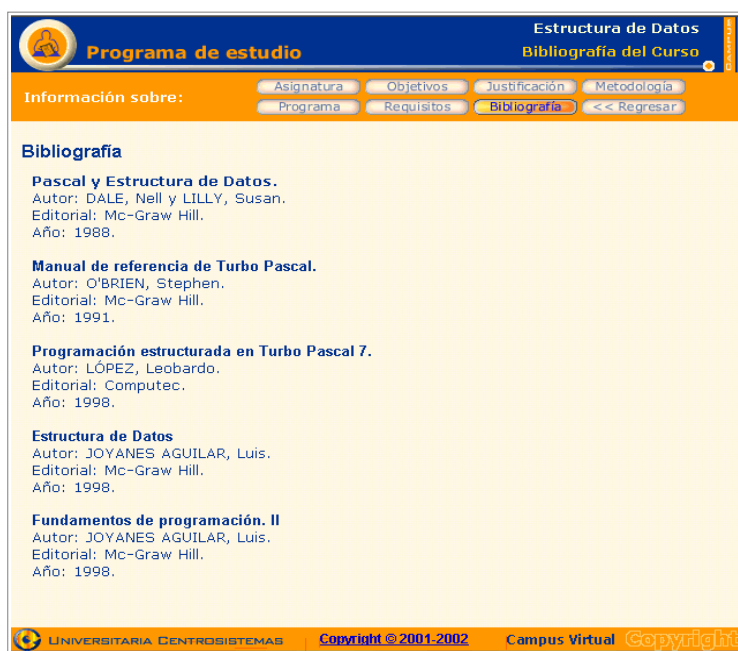 Estructura de Datos
Programa de estudio
Bibliografía del Curso
CAMPUS
Información sobre:
Asignatura Objetivos Justificación Metodología
Programa Requisitos Bibliografía << Regresar
Bibliografía
Pascal y Estructura de Datos.
Autor: DALE, Nell y LILLY, Susan.
Editorial: Mc-Graw Hill.
Año: 1988.
Manual de referencia de Turbo Pascal.
Autor: O'BRIEN, Stephen.
Editorial: Mc-Graw Hill.
Año: 1991.
Programación estructurada en Turbo Pascal 7.
Autor: LÓPEZ, Leobardo.
Editorial: Computec.
Año: 1998.
Estructura de Datos
Autor: JOYANES AGUILAR, Luis.
Editorial: Mc-Graw Hill.
Año: 1998.
Fundamentos de programación. II
Autor: JOYANES AGUILAR, Luis.
Editorial: Mc-Graw Hill.
Año: 1998.
UNIVERSITARIA CENTROSISTEMAS Copyright © 2001-2002 Campus Virtual Copyright